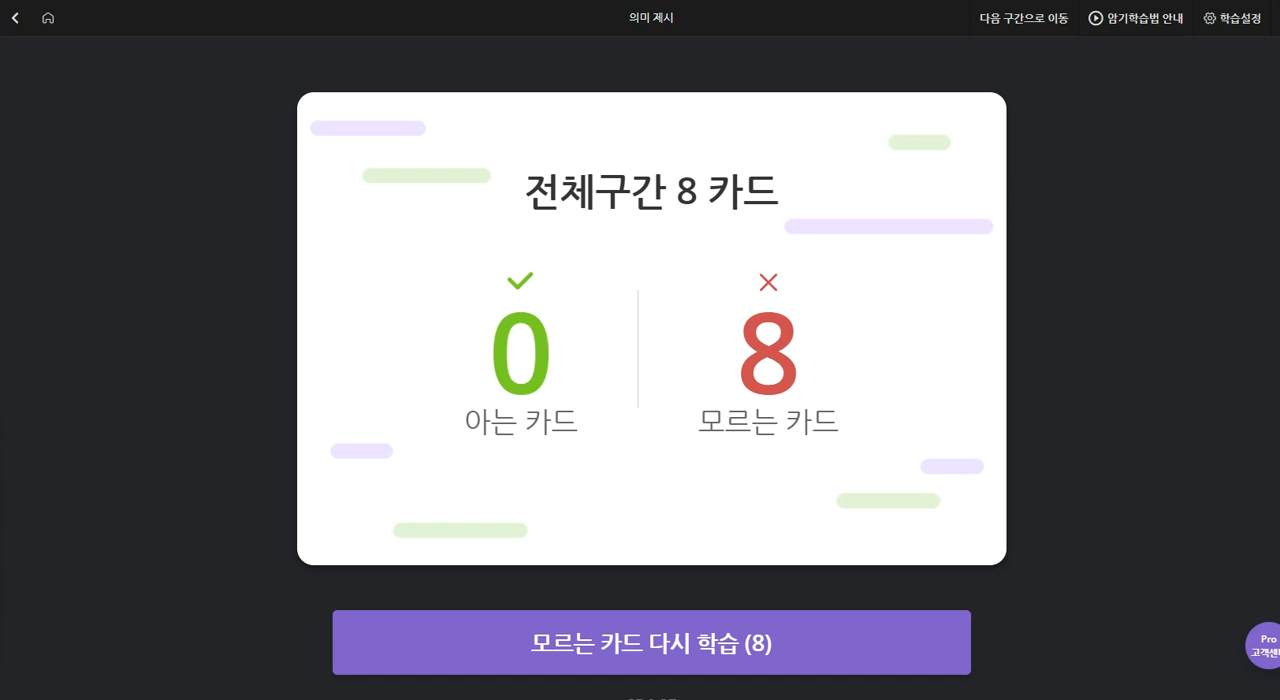 의미 제시
다음 구간으로 이동
암기학습법 안내
학습설정
전체구간 8 카드
0
아는 카드
8
모르는 카드
모르는 카드 다시 학습 (8)
Pro